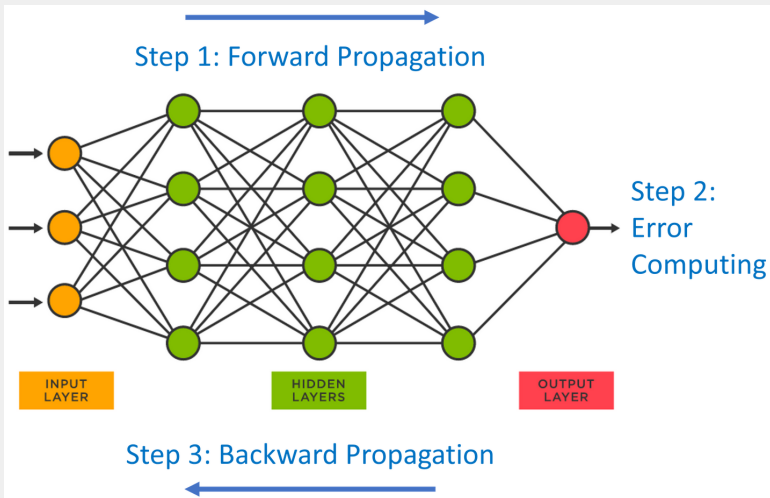 Step 1: Forward Propagation
Step 2:
Error
Computing
INPUT
LAYER
HIDDEN
LAYERS
OUTPUT
LAYER
Step 3: Backward Propagation